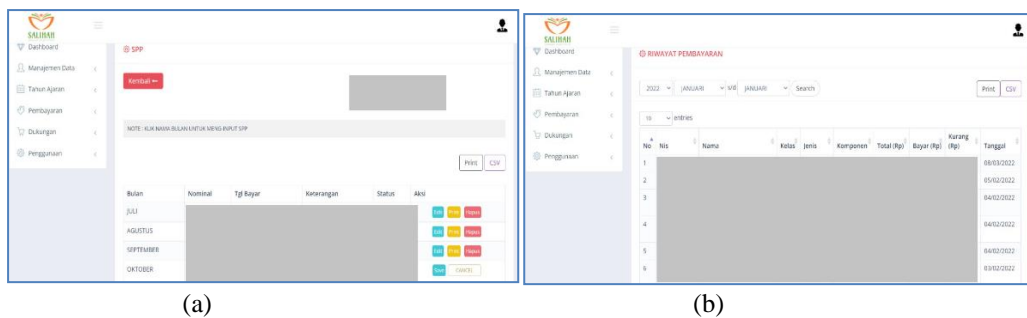 SALIHAH
Dashboard
Manajemen Data
Tahun Ajaran
Pembayaran
Dukungan
Penggunaan
SPP
Kembali
NOTE : KLIK NAMA BULAN UNTUK MENG INPUT SPP
Print CSV
Bulan Nominal Tgl Bayar Keterangan Status Aksi
JULI Edit Print Hapus
AGUSTUS Edit Print Hapus
SEPTEMBER Edit Print Hapus
OKTOBER Save CANCEL
(a)
SALIHAH
Dashboard
Manajemen Data
Tahun Ajaran
Pembayaran
Dukungan
Penggunaan
RIWAYAT PEMBAYARAN
2022 JANUARI s/d JANUARI Search Print CSV
10 entries
No Nis Nama Kelas Jenis Komponen Total (Rp) Bayar (Rp) Kurang (Rp) Tanggal
1 08/03/2022
2 05/02/2022
3 04/02/2022
4 04/02/2022
5 04/02/2022
6 03/02/2022
(b)